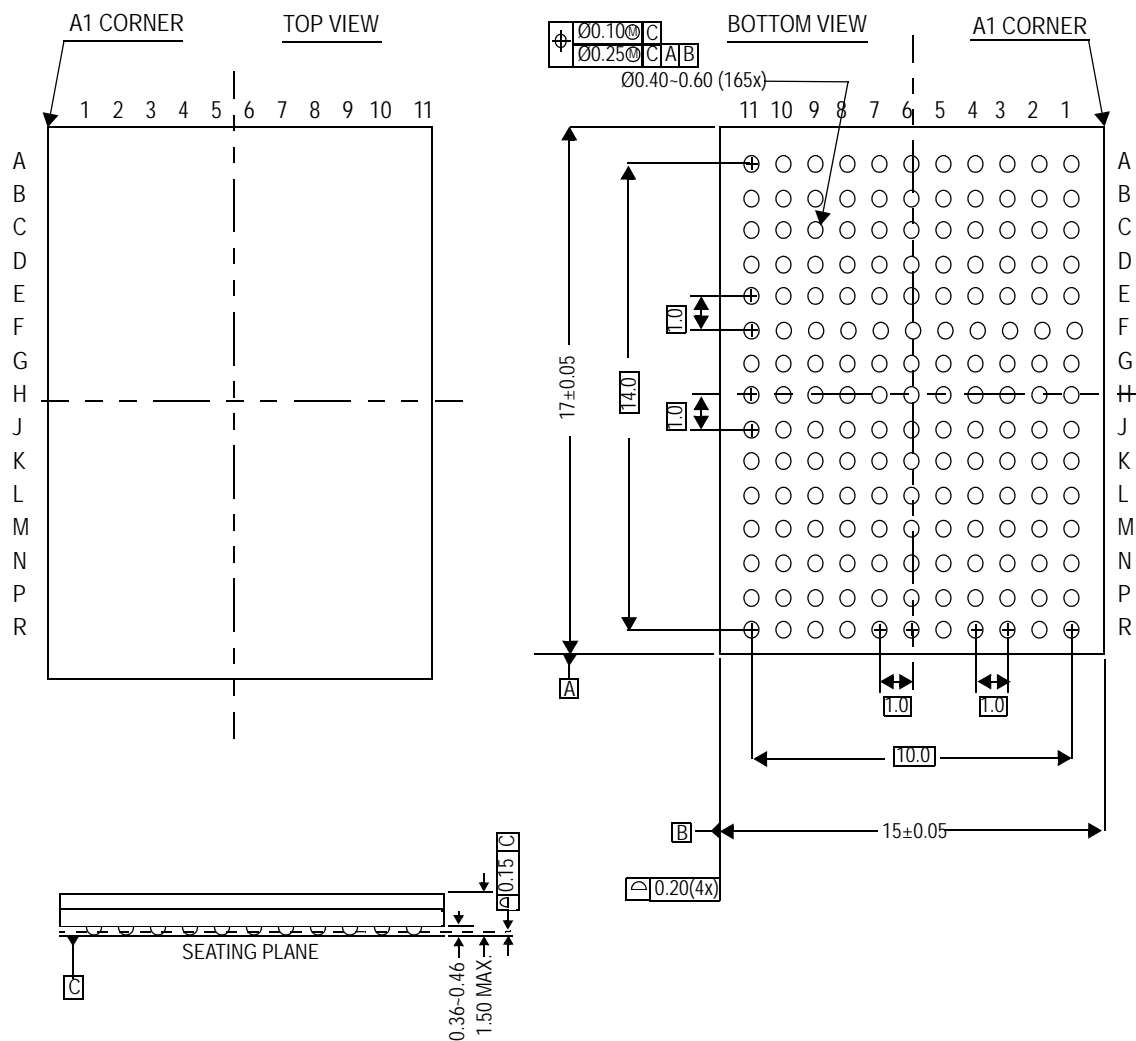 A1 CORNER
TOP VIEW
1 2 3 4 5 6 7 8 9 10 11
A
B
C
D
E
F
G
H
J
K
L
M
N
P
R
Ø0.10Ⓜ C
Ø0.25Ⓜ C A B
BOTTOM VIEW
A1 CORNER
Ø0.40~0.60 (165x)
11 10 9 8 7 6 5 4 3 2 1
A
B
C
D
E
F
G
H
J
K
L
M
N
P
R
17±0.05
14.0
1.0
1.0
A
1.0
1.0
10.0
B
15±0.05
0.20(4x)
0.15 C
SEATING PLANE
C
0.36~0.46
1.50 MAX.